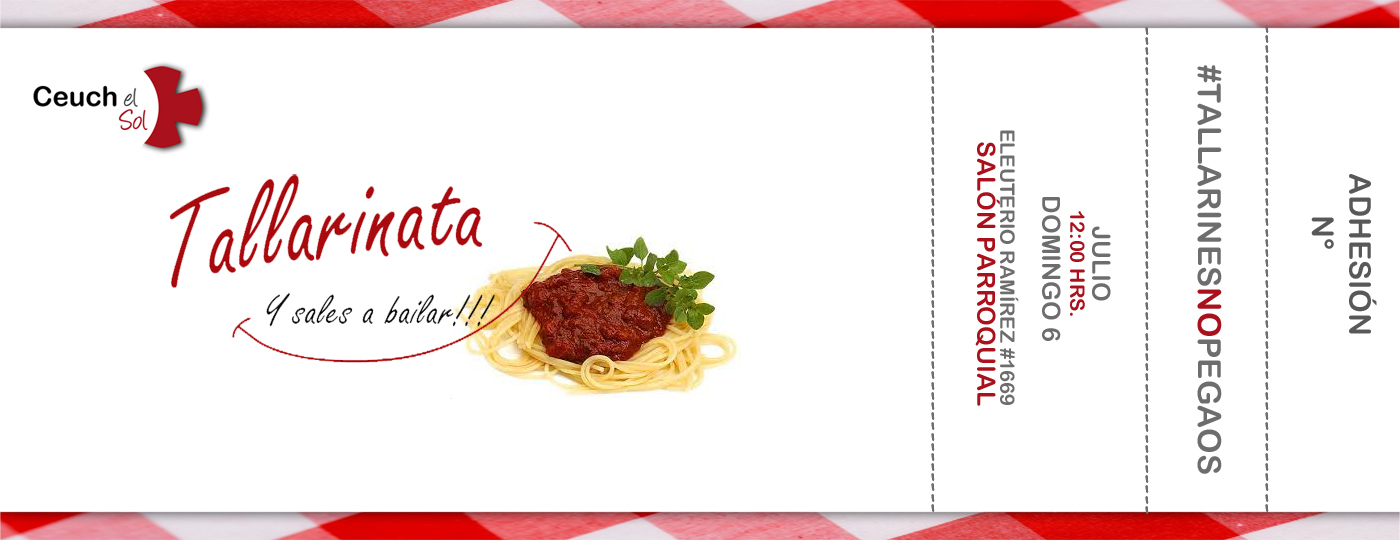 Ceuch el
Sol
Tallarinata
Y sales a bailar!!!
JULIO
12:00 HRS.
DOMINGO 6
ELEUTERIO RAMÍREZ #1669
SALÓN PARROQUIAL
#TALLARINESNOPEGAOS
ADHESIÓN
N°